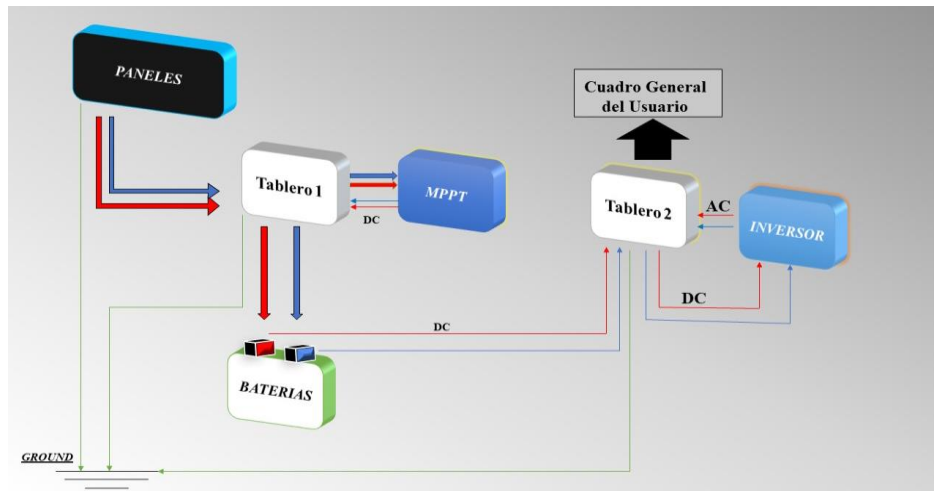 PANELES
Cuadro General
del Usuario
Tablero 1
MPPT
DC
Tablero 2
AC
INVERSOR
DC
DC
BATERIAS
GROUND